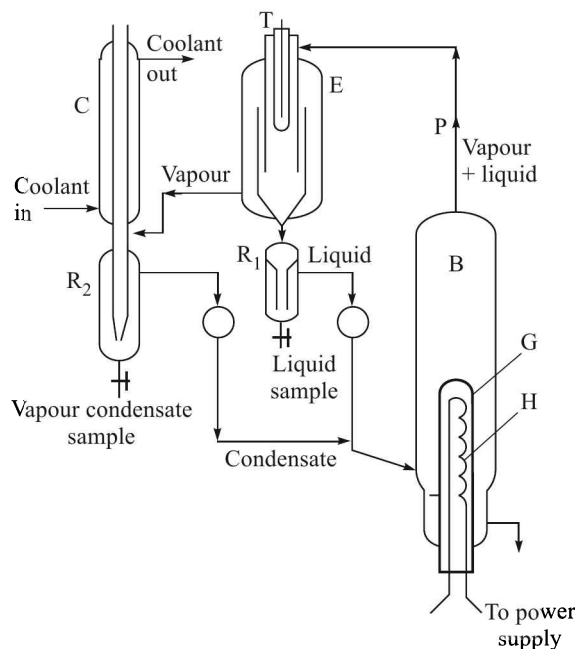 T
Coolant
out
E
C
P
Vapour
Vapour
+ liquid
Coolant
in
B
R1
Liquid
R2
G
Liquid
sample
H
Vapour condensate
sample
Condensate
To power
supply